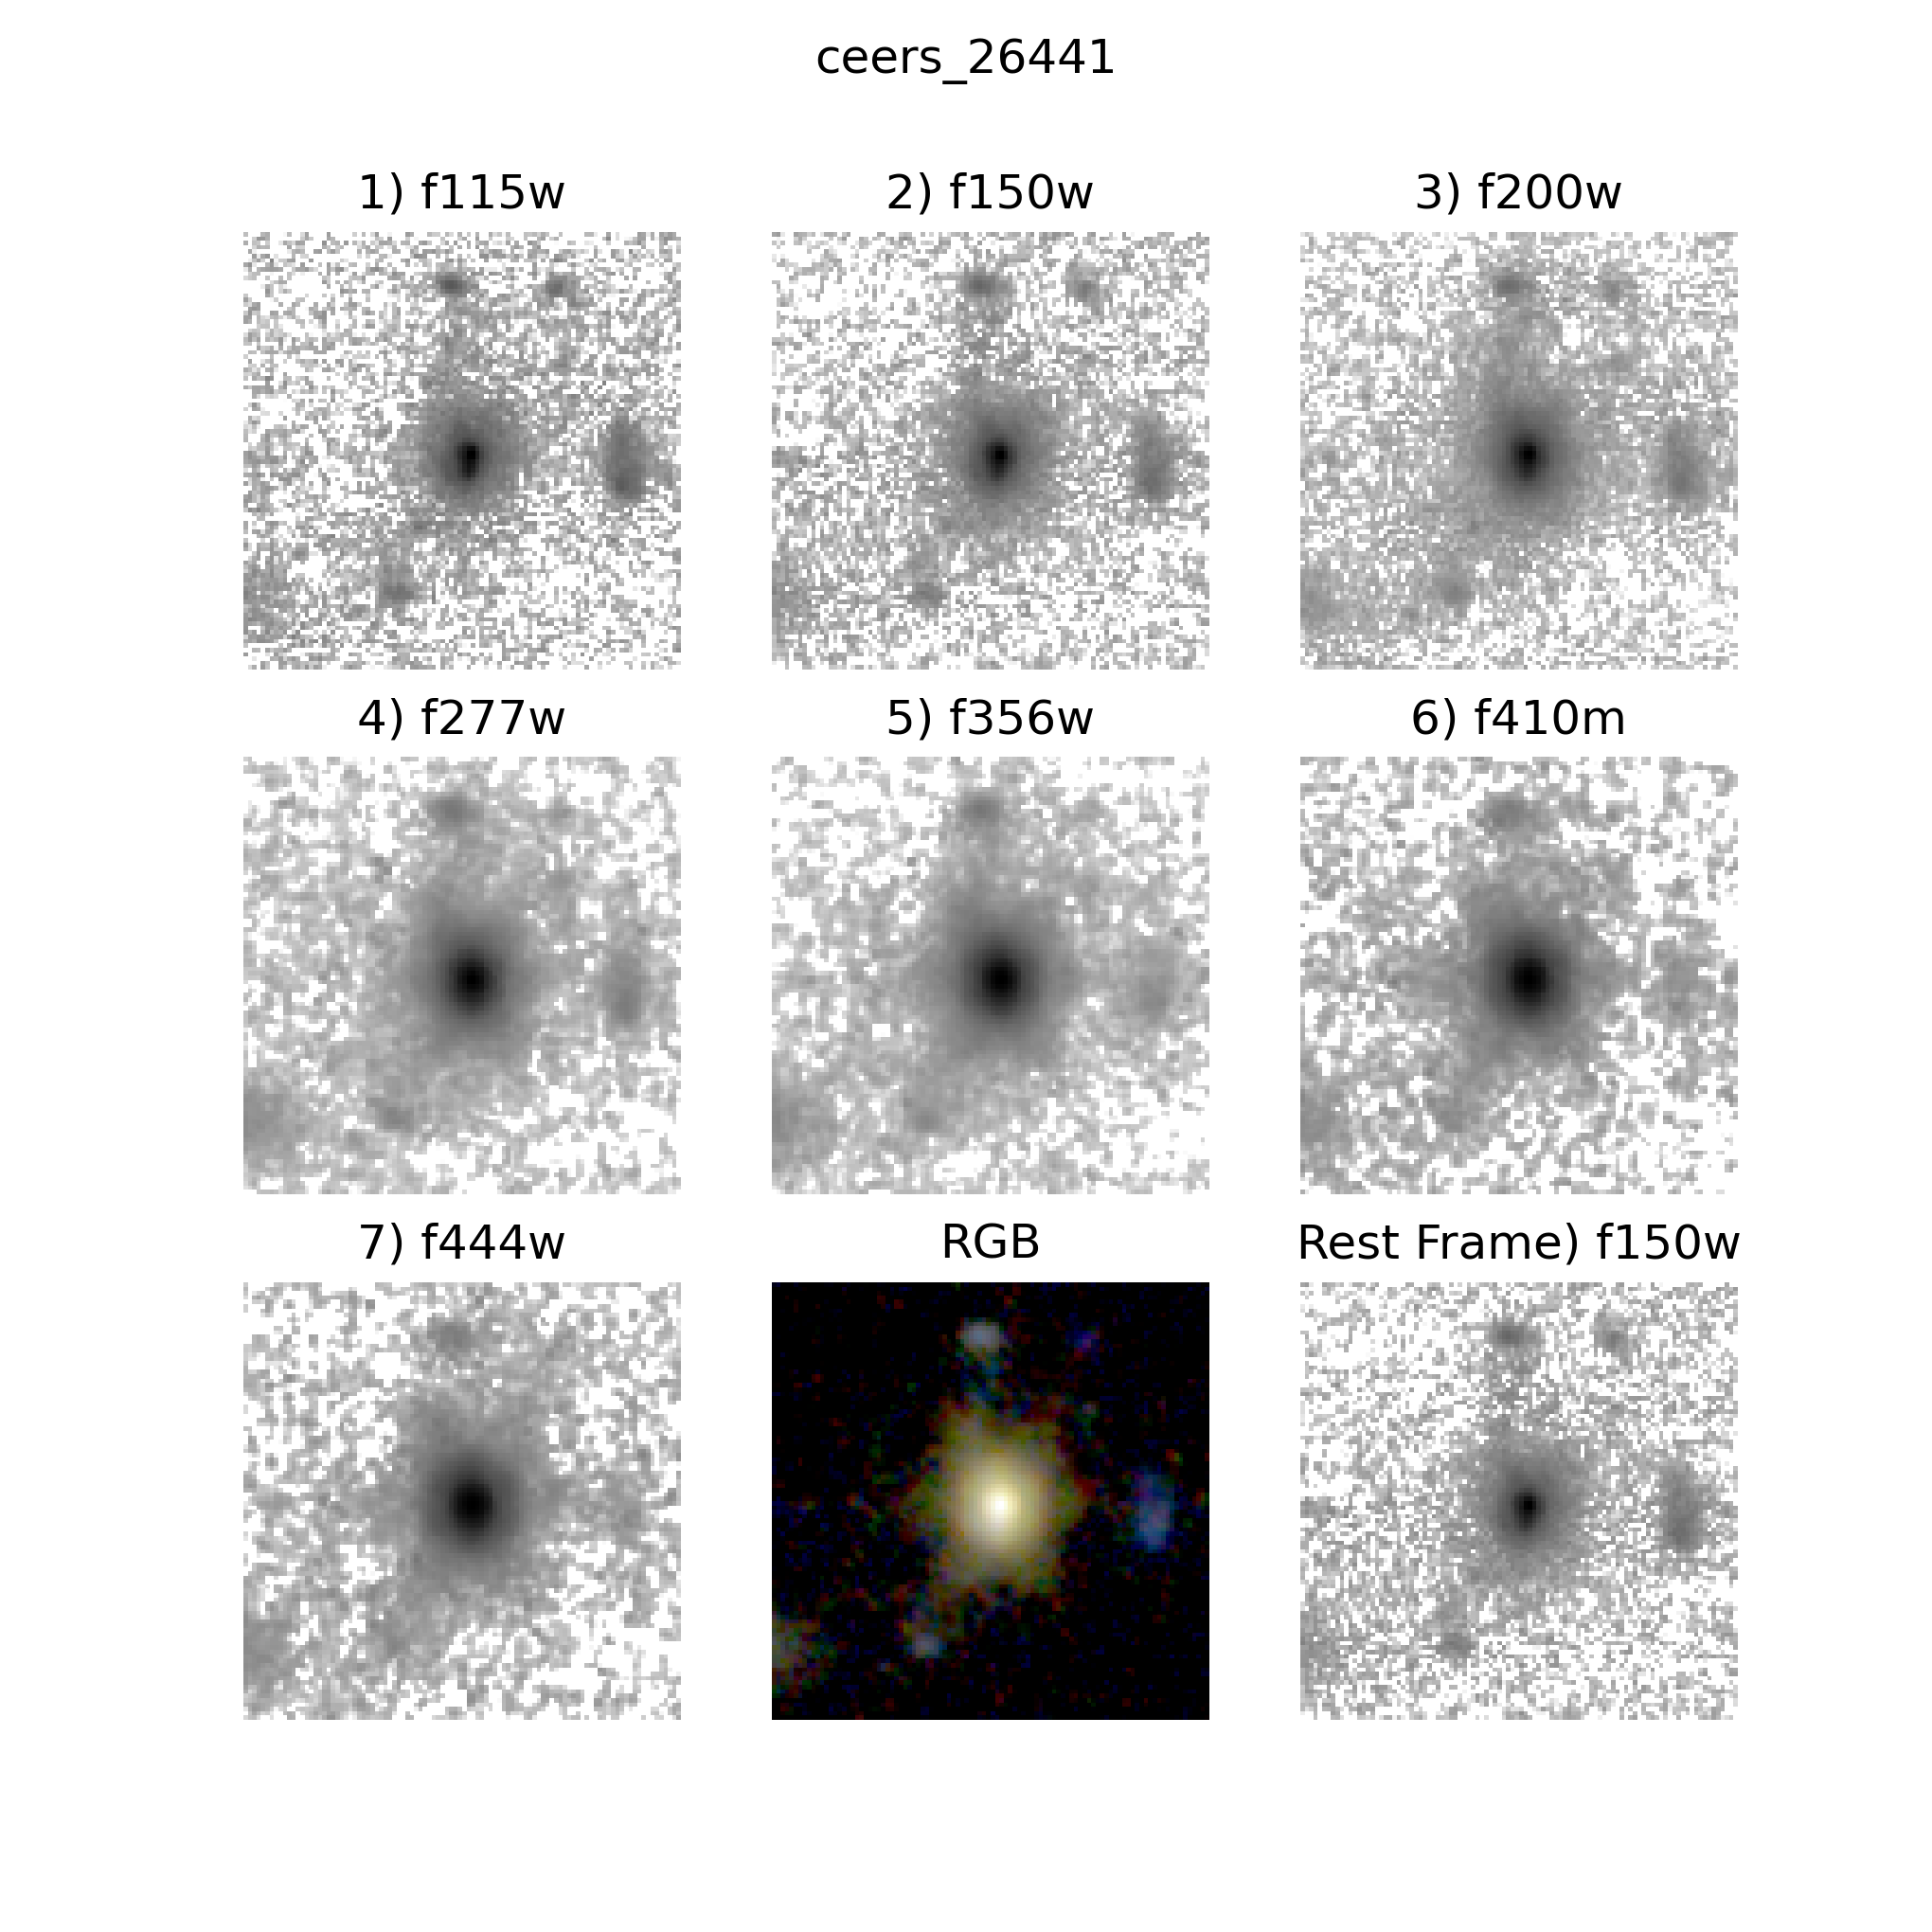 ceers_26441
1) f115w
2) f150w
3) f200w
4) f277w
5) f356w
6) f410m
7) f444w
RGB
Rest Frame) f150w